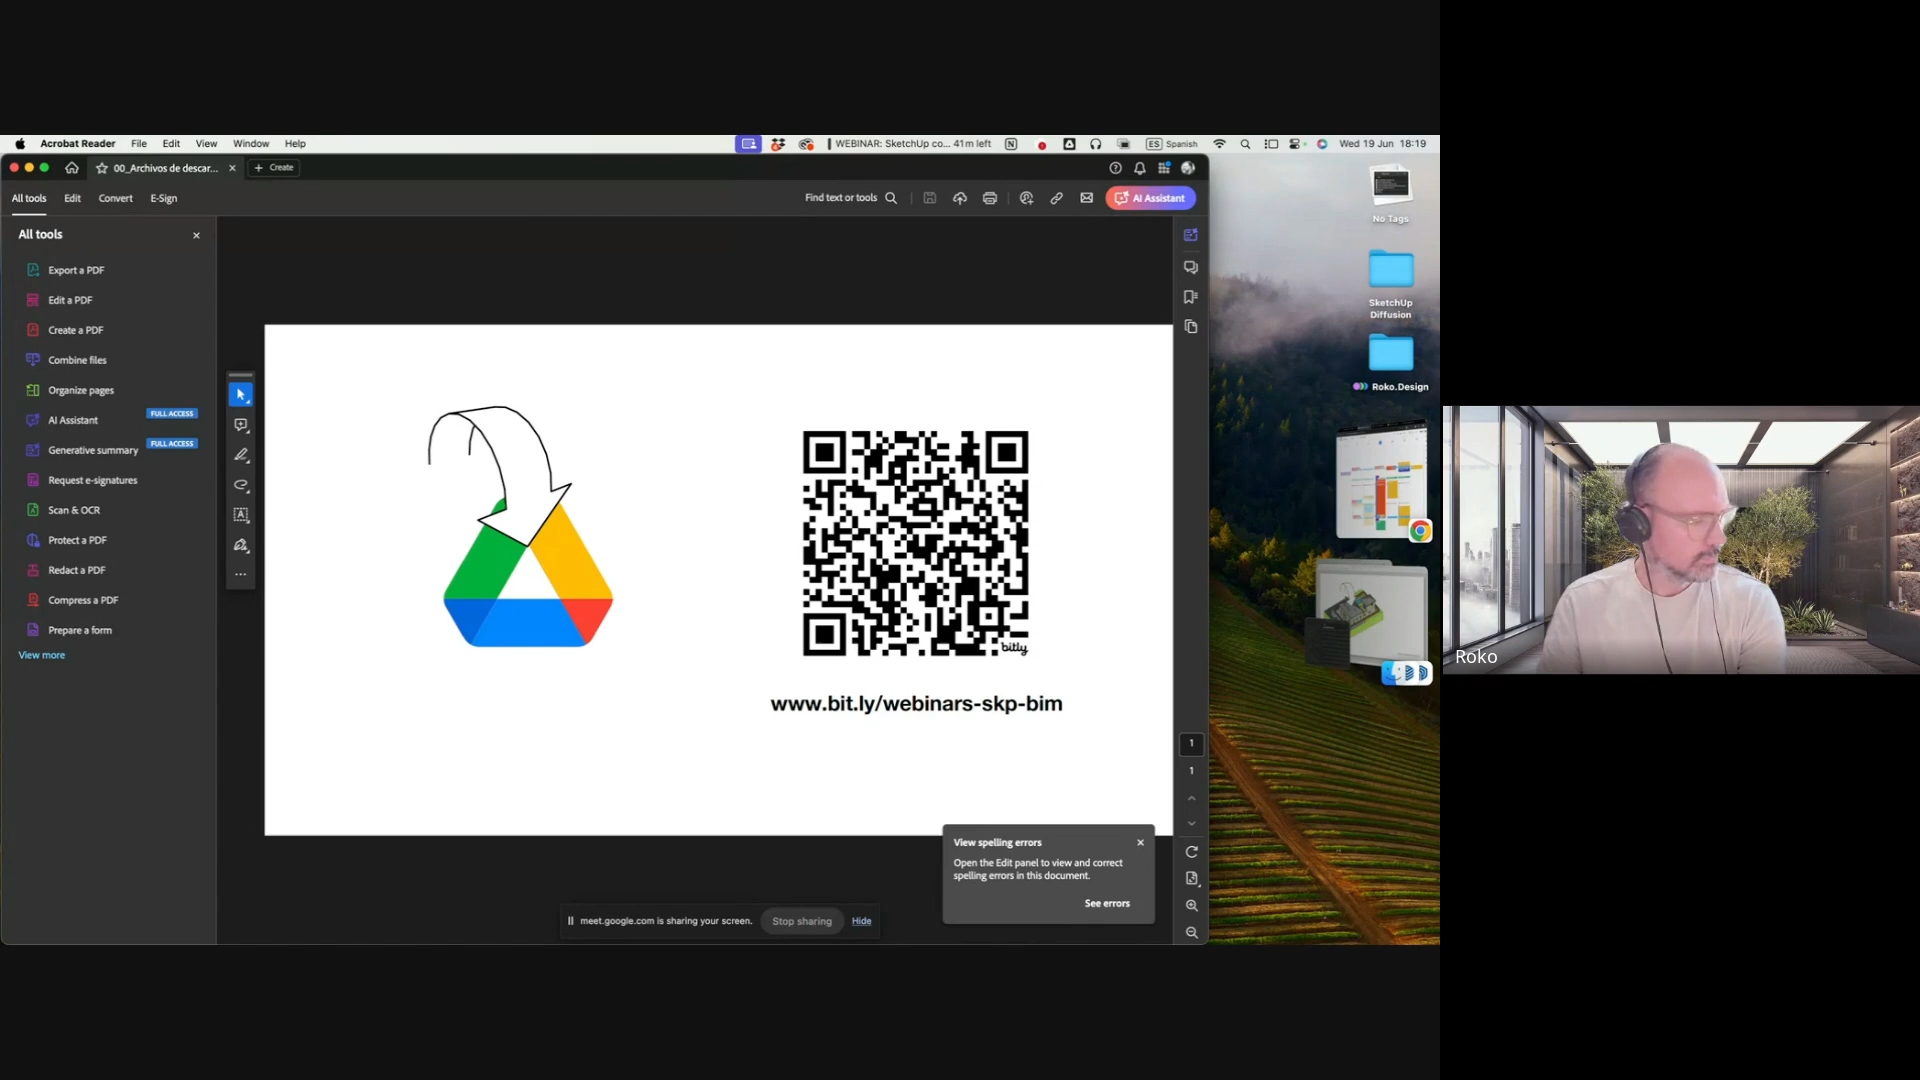 Acrobat Reader File Edit View Window Help
WEBINAR: SketchUp co... 41m left
ES Spanish
Wed 19 Jun 18:19
00_Archivos de descar...
Create
All tools Edit Convert E-Sign
Find text or tools
AI Assistant
All tools
Export a PDF
Edit a PDF
Create a PDF
Combine files
Organize pages
AI Assistant FULL ACCESS
Generative summary FULL ACCESS
Request e-signatures
Scan & OCR
Protect a PDF
Redact a PDF
Compress a PDF
Prepare a form
View more
bitly
www.bit.ly/webinars-skp-bim
1
1
View spelling errors
Open the Edit panel to view and correct
spelling errors in this document.
See errors
meet.google.com is sharing your screen. Stop sharing Hide
No Tags
SketchUp
Diffusion
Roko.Design
Roko